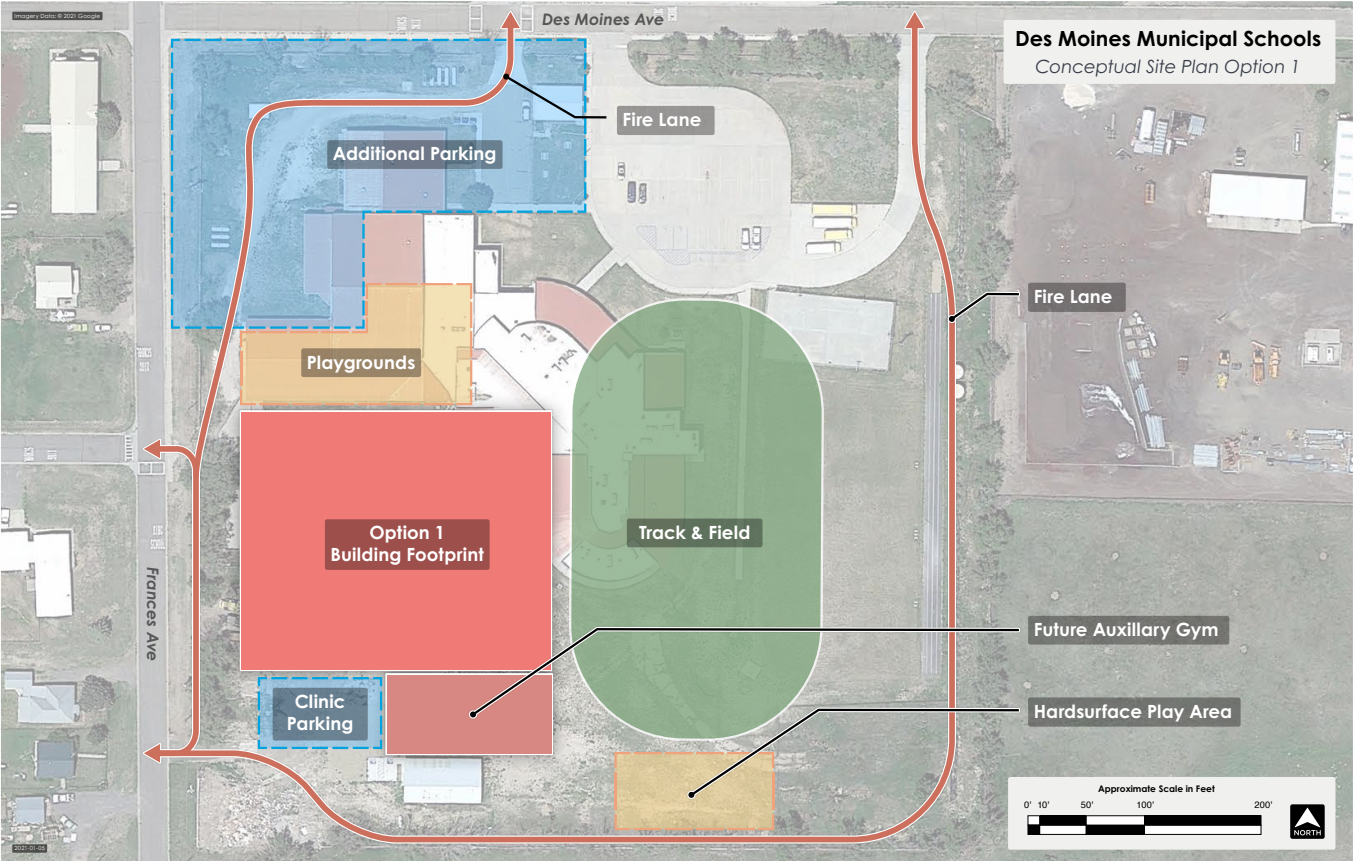 Imagery Data: © 2021 Google
Des Moines Ave
Des Moines Municipal Schools
Conceptual Site Plan Option 1
Fire Lane
Additional Parking
Fire Lane
Playgrounds
Option 1
Building Footprint
Track & Field
Frances Ave
Future Auxillary Gym
Clinic
Parking
Hardsurface Play Area
Approximate Scale in Feet
0' 10' 50' 100' 200'
NORTH
2021-01-05